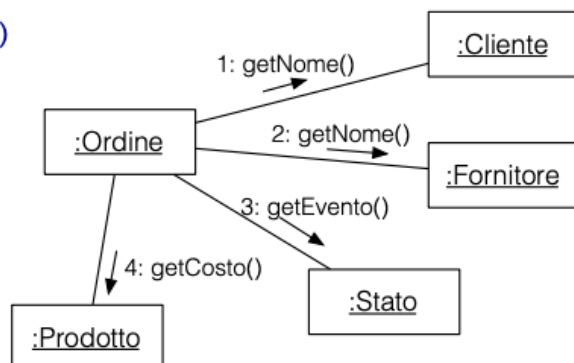 )
:Cliente
1: getNome()
:Ordine
2: getNome()
:Fornitore
3: getEvento()
4: getCosto()
:Stato
:Prodotto